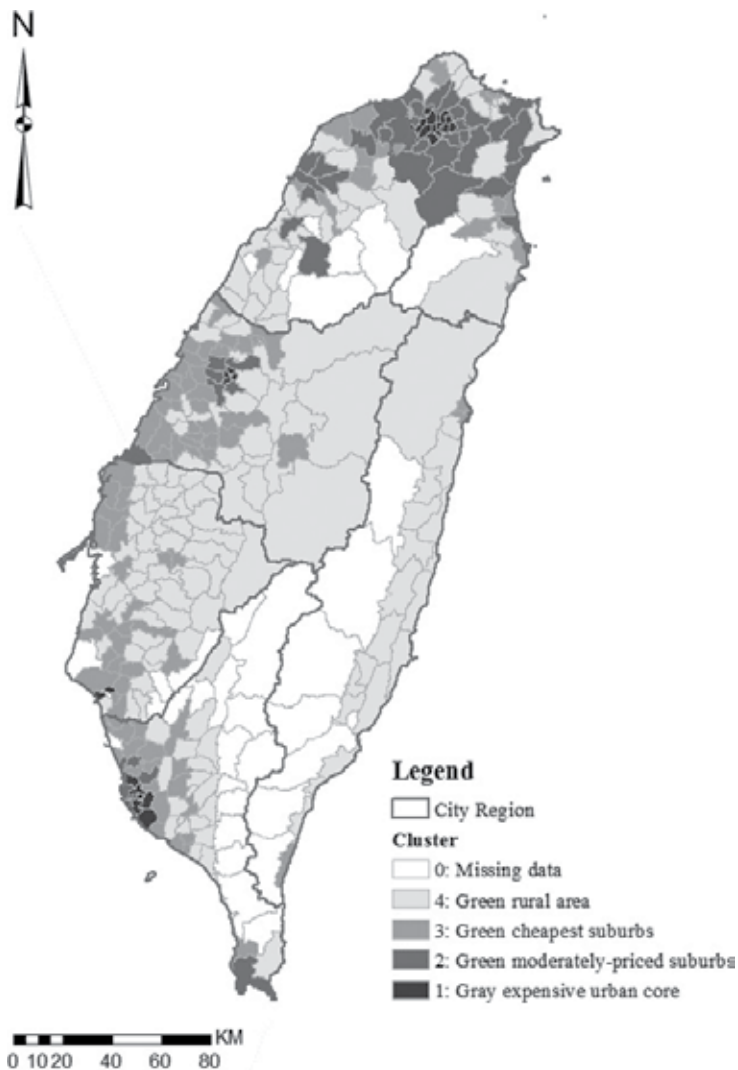 N
Legend
City Region
Cluster
0: Missing data
4: Green rural area
3: Green cheapest suburbs
2: Green moderately-priced suburbs
1: Gray expensive urban core
KM
0 10 20 40 60 80